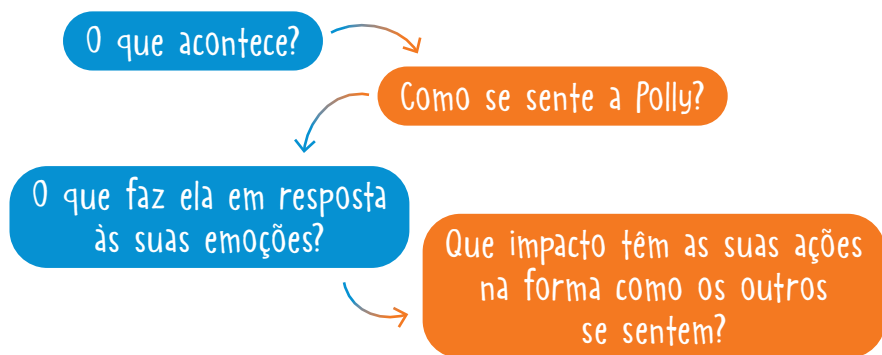 O que acontece?
Como se sente a Polly?
O que faz ela em resposta
às suas emoções?
Que impacto têm as suas ações
na forma como os outros
se sentem?